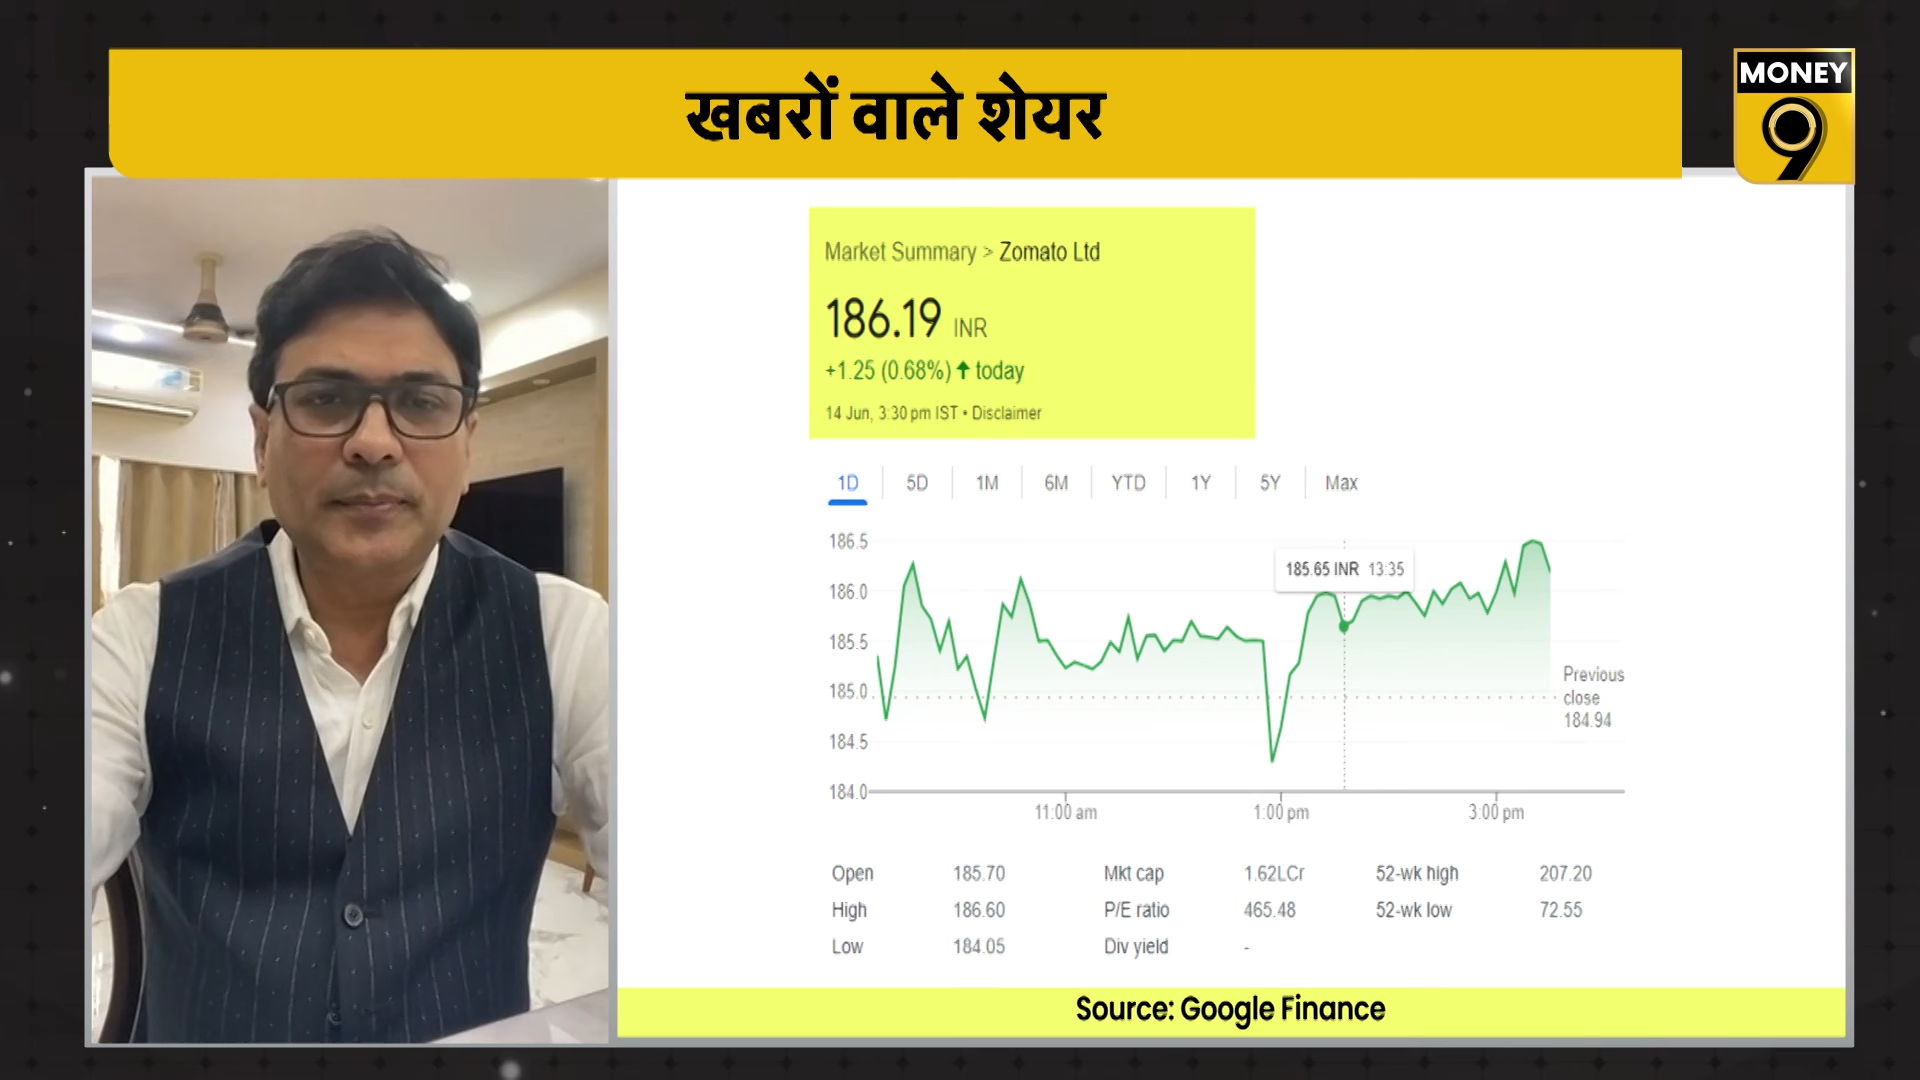 खबरों वाले शेयर
MONEY
9
Market Summary > Zomato Ltd
186.19 INR
+1.25 (0.68%) ↑ today
14 Jun, 3:30 pm IST • Disclaimer
1D 5D 1M 6M YTD 1Y 5Y Max
186.5
186.0
185.5
185.0
184.5
184.0
185.65 INR 13:35
Previous
close
184.94
11:00 am 1:00 pm 3:00 pm
Open 185.70 Mkt cap 1.62LCr 52-wk high 207.20
High 186.60 P/E ratio 465.48 52-wk low 72.55
Low 184.05 Div yield -
Source: Google Finance